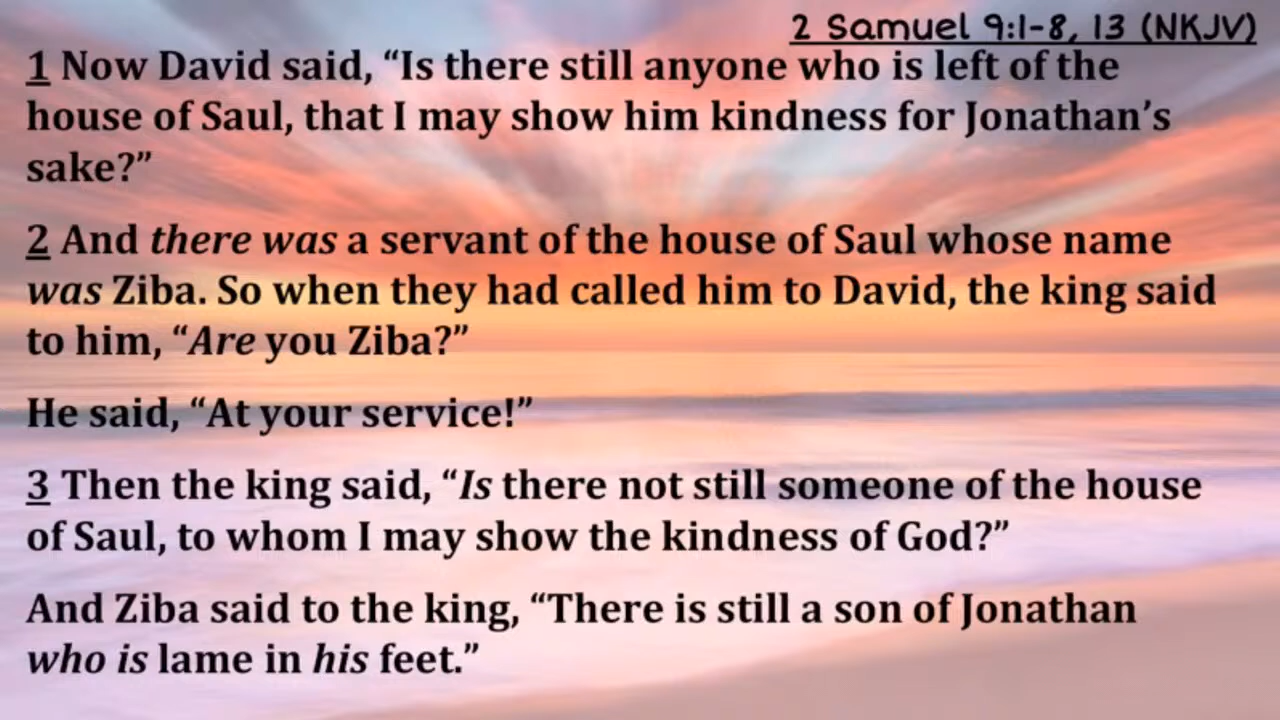 2 Samuel 9:1-8, 13 (NKJV)
1 Now David said, “Is there still anyone who is left of the
house of Saul, that I may show him kindness for Jonathan’s
sake?”
2 And there was a servant of the house of Saul whose name
was Ziba. So when they had called him to David, the king said
to him, “Are you Ziba?”
He said, “At your service!”
3 Then the king said, “Is there not still someone of the house
of Saul, to whom I may show the kindness of God?”
And Ziba said to the king, “There is still a son of Jonathan
who is lame in his feet.”